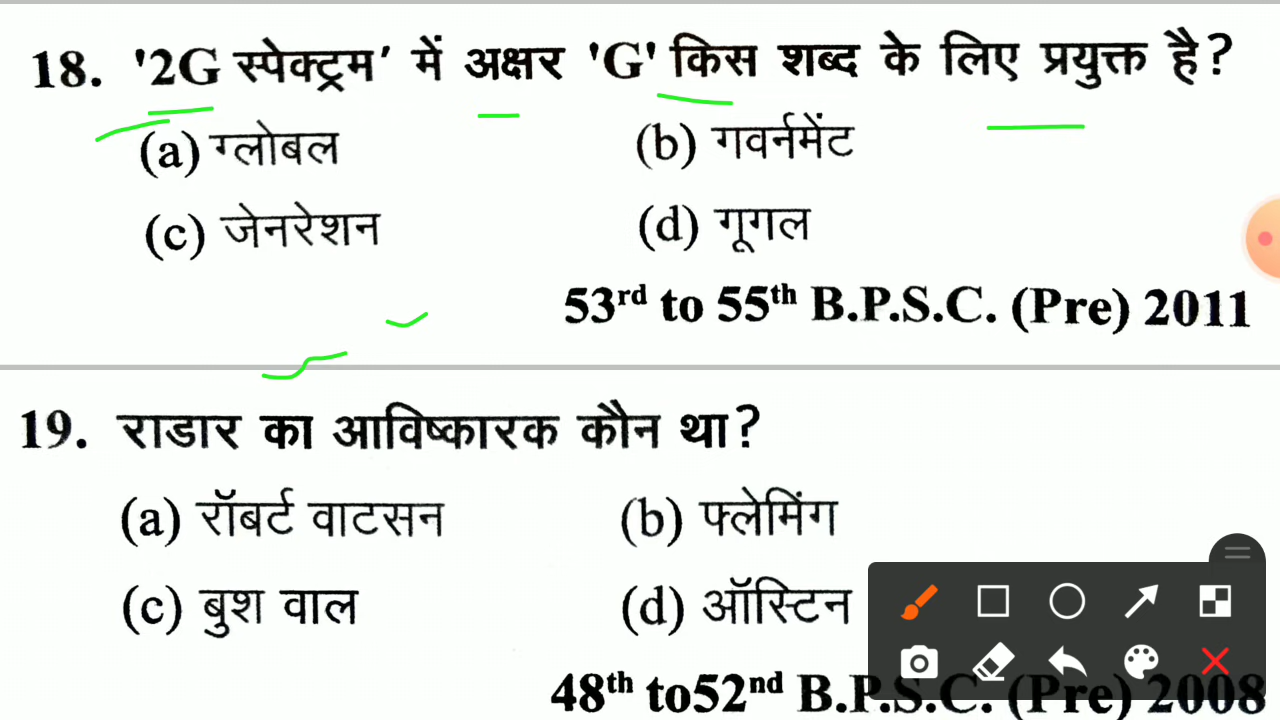 18. '2G स्पेक्ट्रम' में अक्षर 'G' किस शब्द के लिए प्रयुक्त है?
(a) ग्लोबल (b) गवर्नमेंट
(c) जेनरेशन (d) गूगल
53rd to 55th B.P.S.C. (Pre) 2011
19. राडार का आविष्कारक कौन था?
(a) रॉबर्ट वाटसन (b) फ्लेमिंग
(c) बुश वाल (d) ऑस्टिन
48th to52nd B.P.S.C. (Pre) 2008